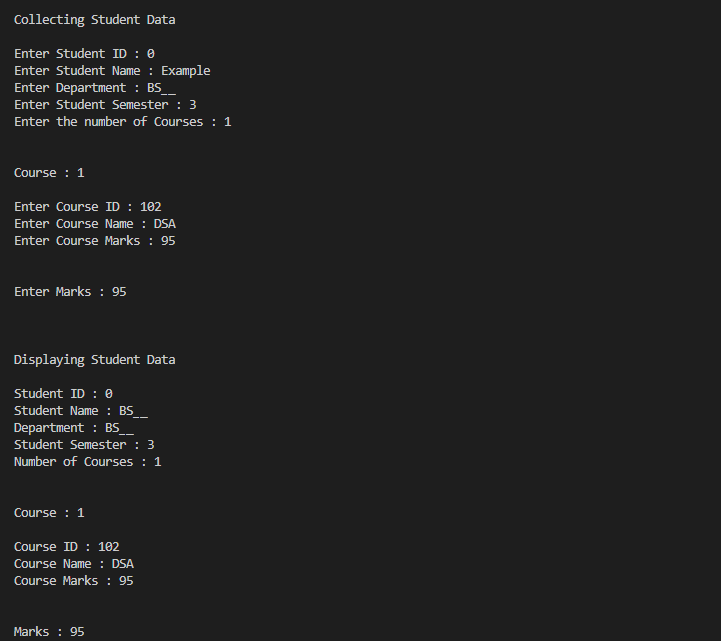 Collecting Student Data
Enter Student ID : 0
Enter Student Name : Example
Enter Department : BS__
Enter Student Semester : 3
Enter the number of Courses : 1
Course : 1
Enter Course ID : 102
Enter Course Name : DSA
Enter Course Marks : 95
Enter Marks : 95
Displaying Student Data
Student ID : 0
Student Name : BS__
Department : BS__
Student Semester : 3
Number of Courses : 1
Course : 1
Course ID : 102
Course Name : DSA
Course Marks : 95
Marks : 95